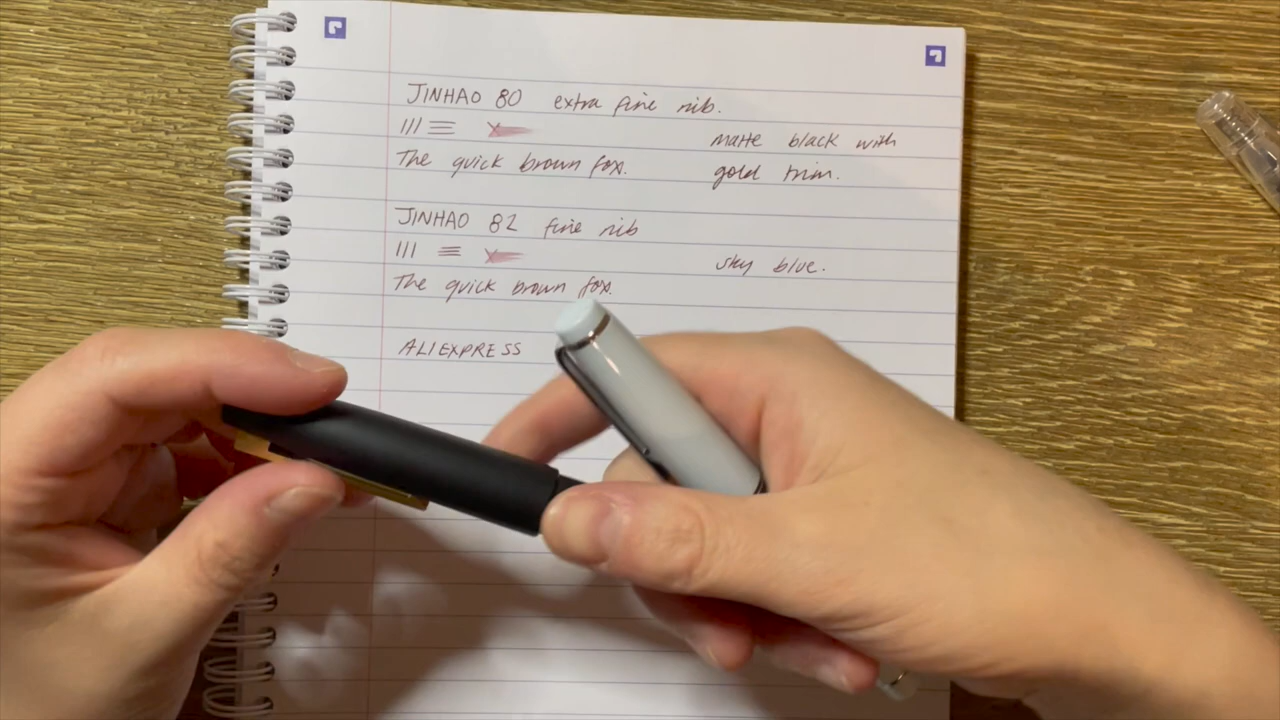 JINHAO 80 extra fine nib.
matte black with
The quick brown fox.
gold trim.
JINHAO 82 fine nib
sky blue.
The quick brown fox.
ALIEXPRESS